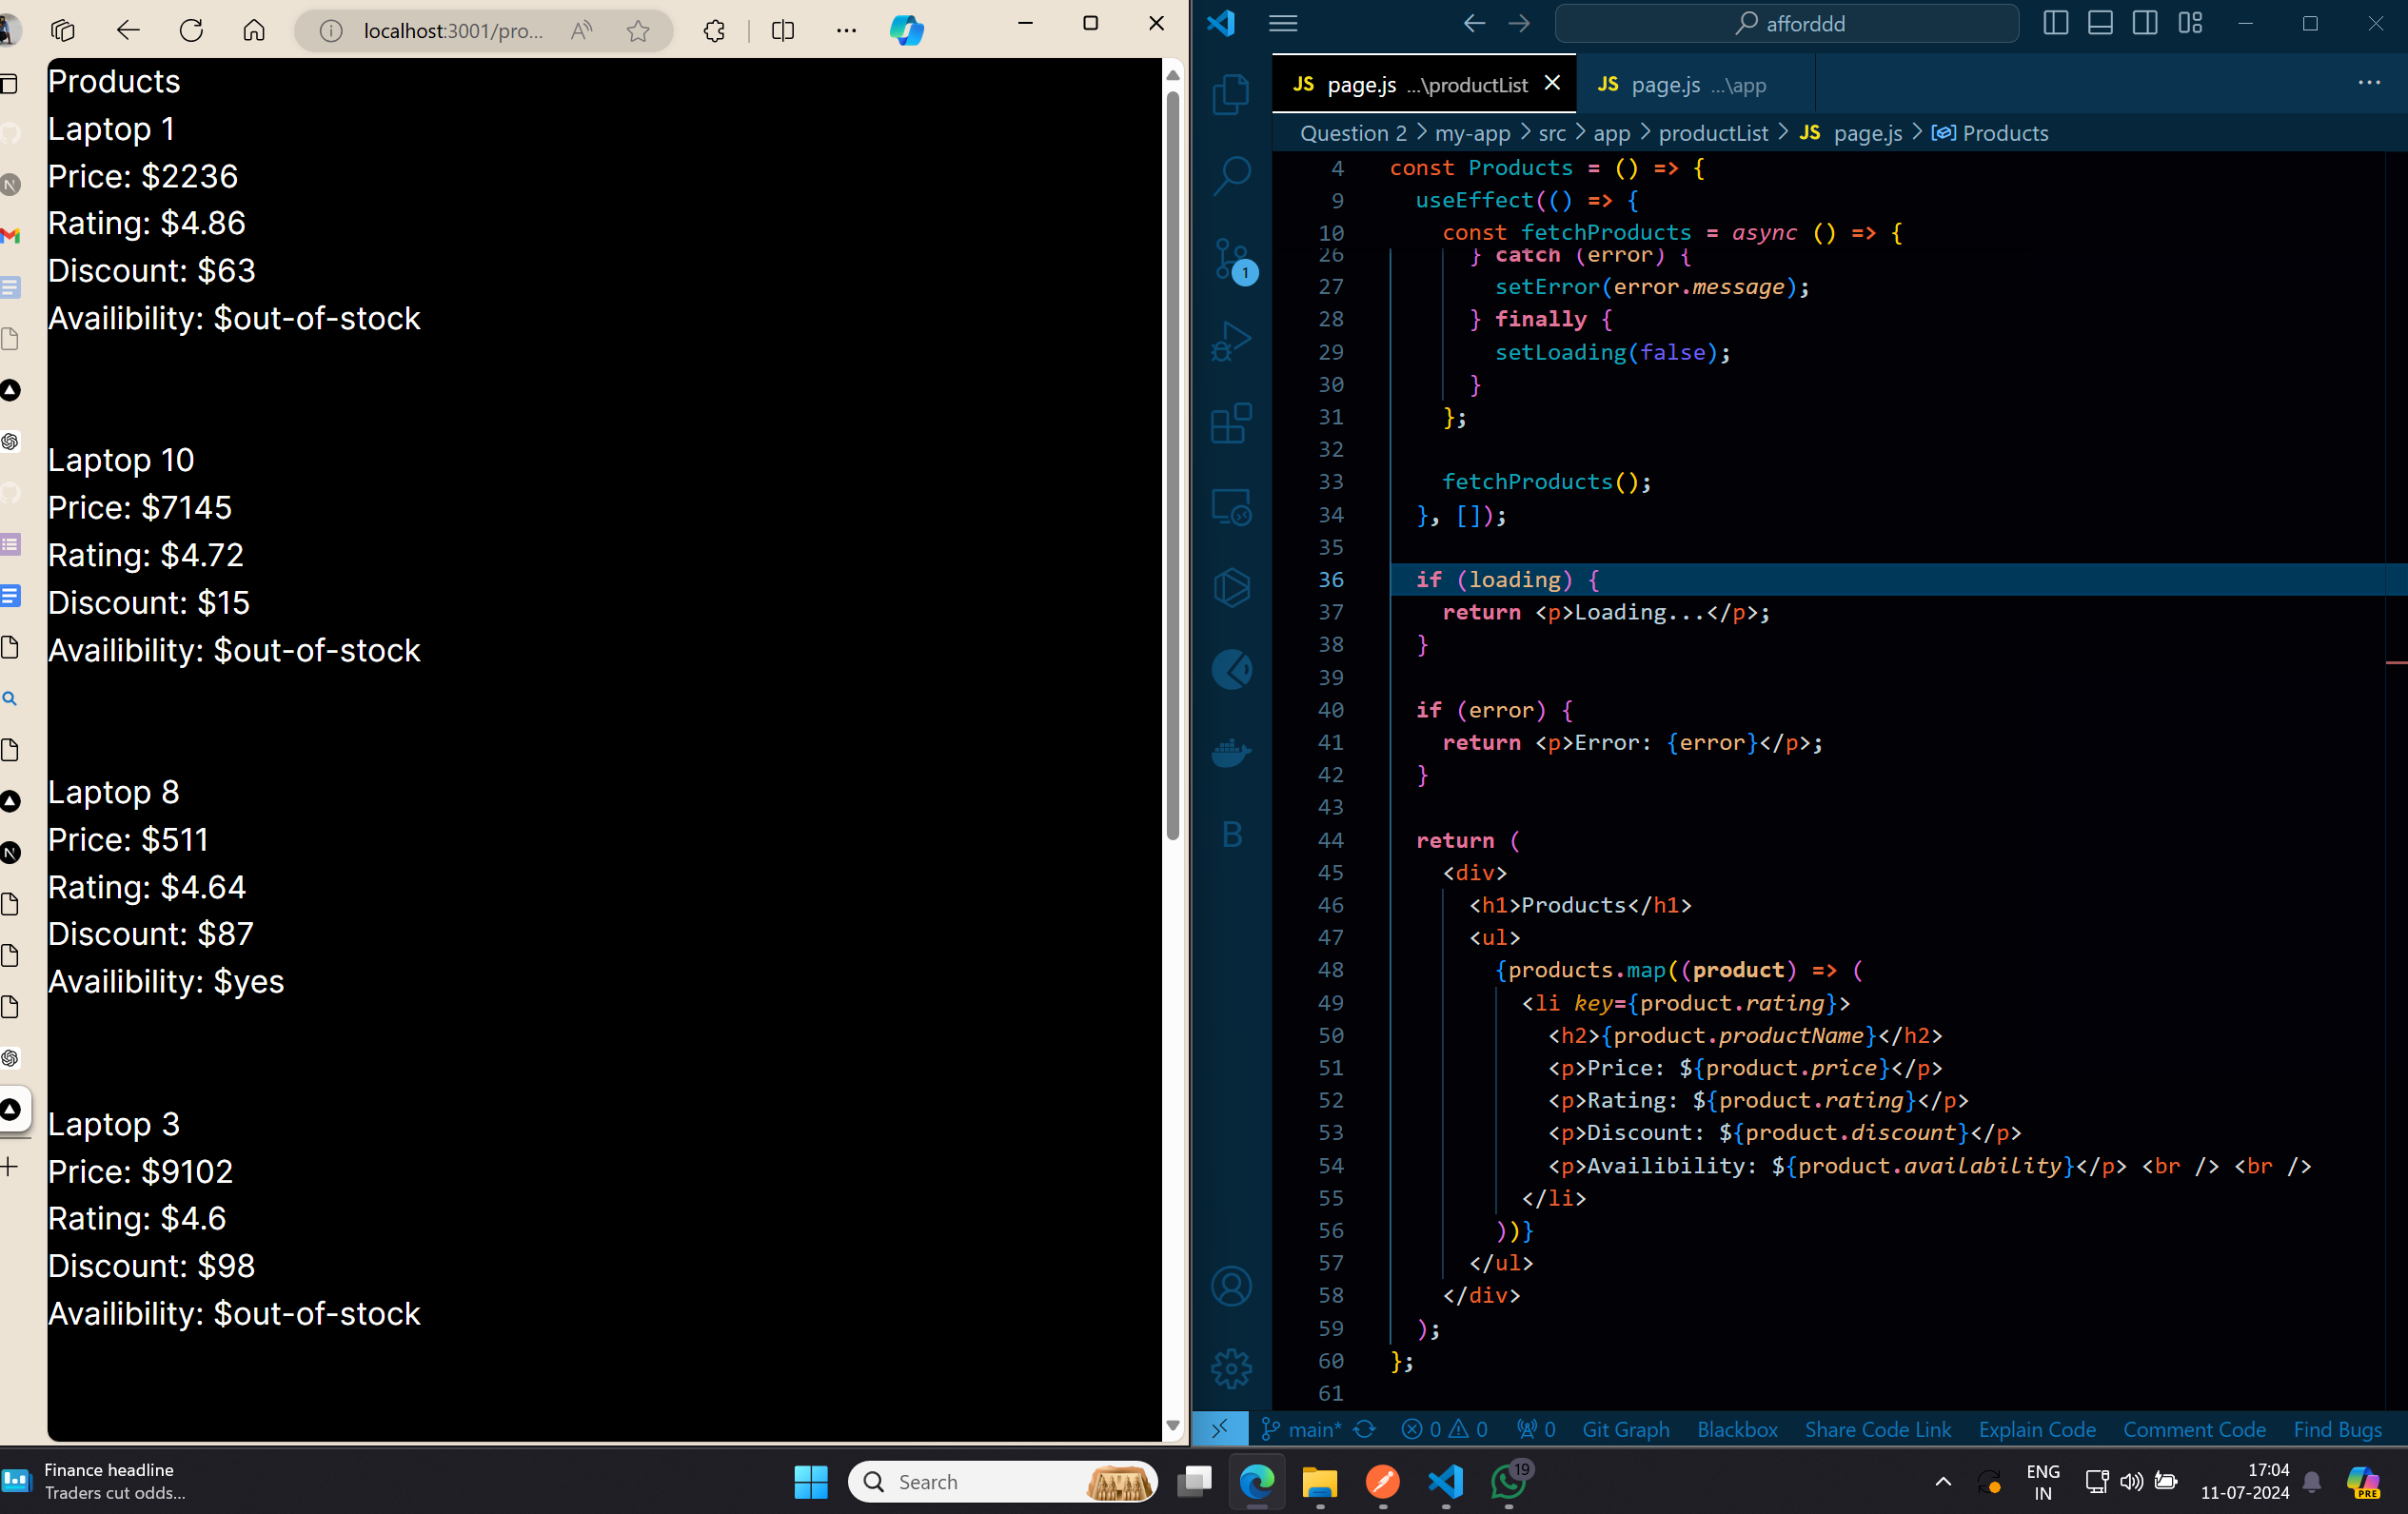 localhost:3001/pro...
Products
Laptop 1
Price: $2236
Rating: $4.86
Discount: $63
Availibility: $out-of-stock
Laptop 10
Price: $7145
Rating: $4.72
Discount: $15
Availibility: $out-of-stock
Laptop 8
Price: $511
Rating: $4.64
Discount: $87
Availibility: $yes
Laptop 3
Price: $9102
Rating: $4.6
Discount: $98
Availibility: $out-of-stock
afforddd
JS page.js ...\productList
JS page.js ...\app
Question 2 > my-app > src > app > productList > JS page.js > Products
1
B
4 const Products = () => {
9 useEffect(() => {
10 const fetchProducts = async () => {
26 } catch (error) {
27 setError(error.message);
28 } finally {
29 setLoading(false);
30 }
31 };
32
33 fetchProducts();
34 }, []);
35
36 if (loading) {
37 return <p>Loading...</p>;
38 }
39
40 if (error) {
41 return <p>Error: {error}</p>;
42 }
43
44 return (
45 <div>
46 <h1>Products</h1>
47 <ul>
48 {products.map((product) => (
49 <li key={product.rating}>
50 <h2>{product.productName}</h2>
51 <p>Price: ${product.price}</p>
52 <p>Rating: ${product.rating}</p>
53 <p>Discount: ${product.discount}</p>
54 <p>Availibility: ${product.availability}</p> <br /> <br />
55 </li>
56 ))}
57 </ul>
58 </div>
59 );
60 };
61
main* 0 0 0 Git Graph Blackbox Share Code Link Explain Code Comment Code Find Bugs
Finance headline
Traders cut odds...
Search
19
ENG
IN
17:04
11-07-2024
PRE